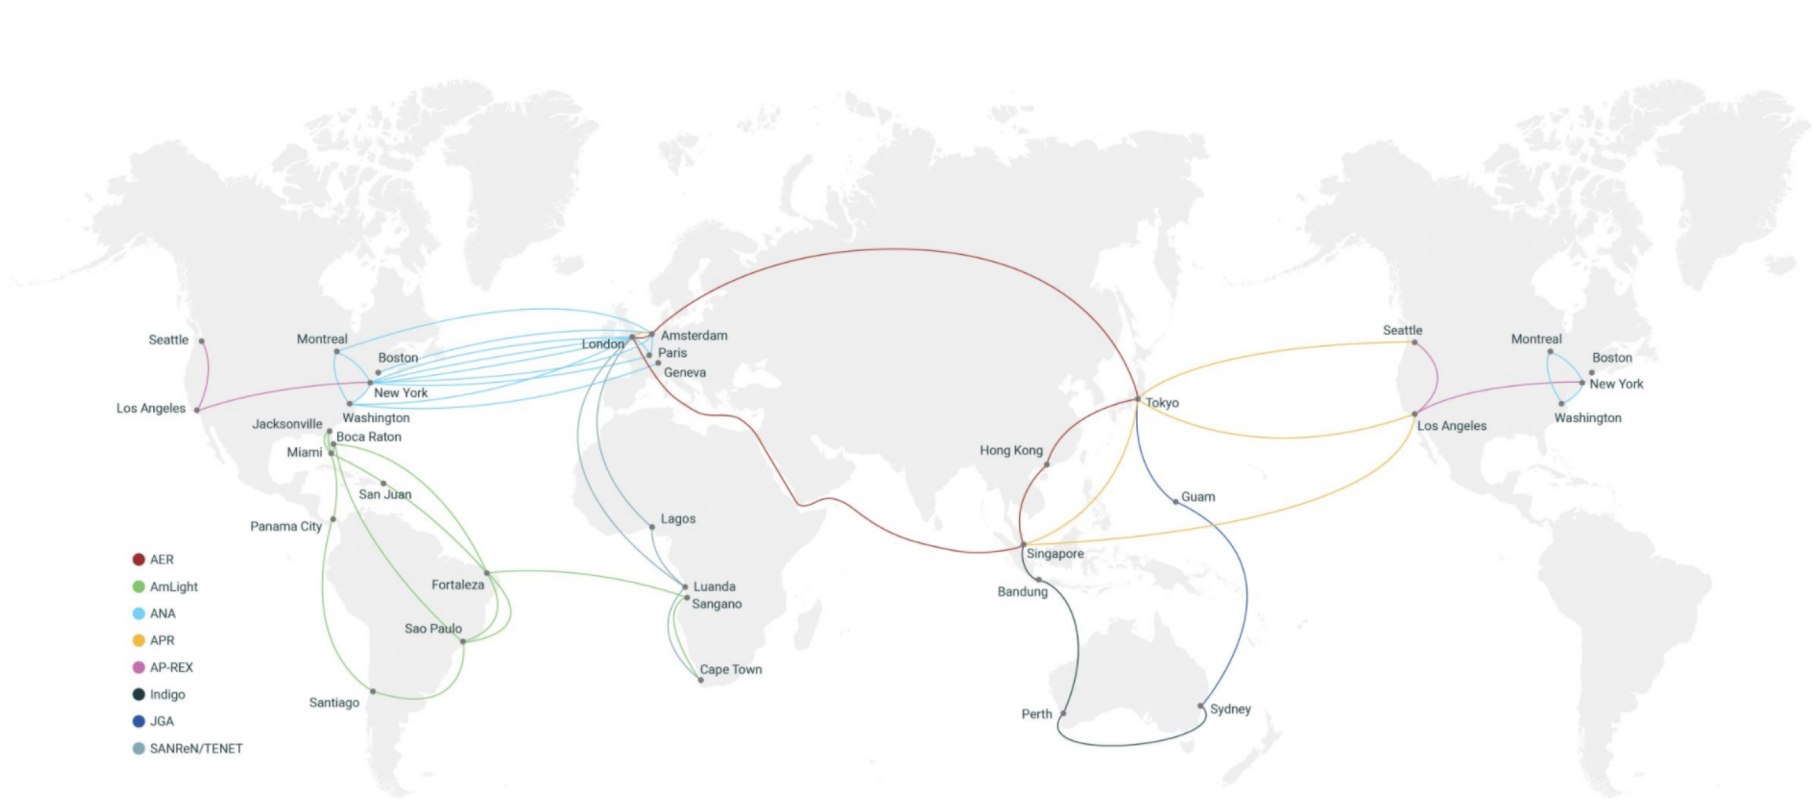 Seattle
Los Angeles
Montreal
Boston
New York
Washington
Jacksonville
Boca Raton
Miami
San Juan
Panama City
Fortaleza
Sao Paulo
Santiago
London
Amsterdam
Paris
Geneva
Lagos
Luanda
Sangano
Cape Town
Tokyo
Hong Kong
Guam
Singapore
Bandung
Perth
Sydney
Seattle
Los Angeles
Montreal
Boston
New York
Washington
AER
AmLight
ANA
APR
AP-REX
Indigo
JGA
SANReN/TENET